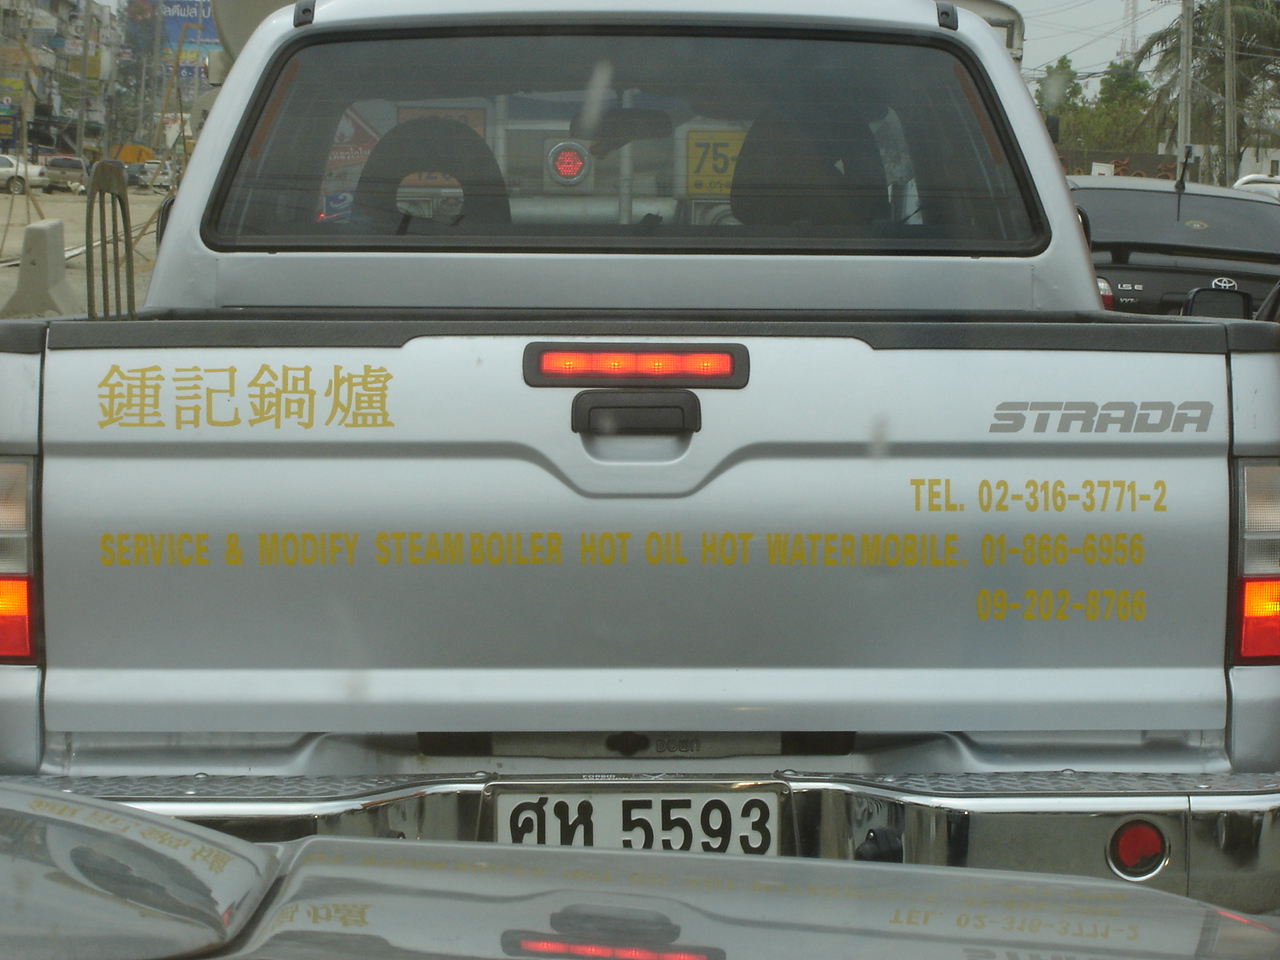 75-
鍾記鍋爐
STRADA
TEL. 02-316-3771-2
SERVICE & MODIFY STEAM BOILER HOT OIL HOT WATER MOBILE. 01-866-6956
09-202-8766
ศห 5593